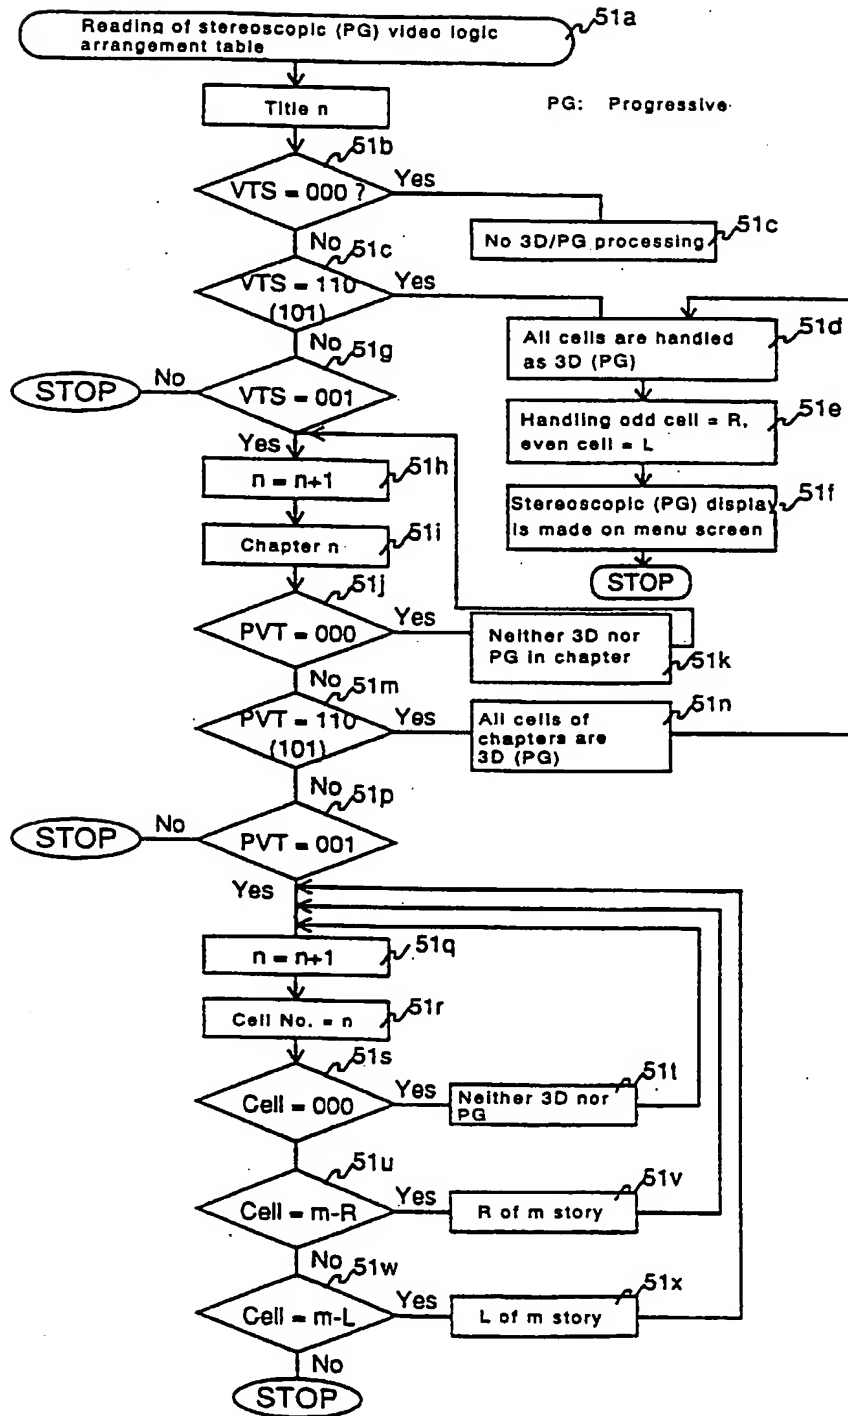 51a
Reading of stereoscopic (PG) video logic
arrangement table
Title n
PG: Progressive
51b
VTS = 000 ?
Yes
51c
No 3D/PG processing
No
51c
VTS = 110
(101)
Yes
51d
All cells are handled
as 3D (PG)
No
51g
STOP
No
VTS = 001
51e
Handling odd cell = R,
even cell = L
Yes
51h
n = n+1
51f
Stereoscopic (PG) display
is made on menu screen
51i
Chapter n
STOP
51j
PVT = 000
Yes
Neither 3D nor
PG in chapter
51k
No
51m
PVT = 110
(101)
Yes
51n
All cells of
chapters are
3D (PG)
No
51p
STOP
No
PVT = 001
Yes
51q
n = n+1
51r
Cell No. = n
51s
Cell = 000
Yes
51t
Neither 3D nor
PG
51u
Cell = m-R
Yes
51v
R of m story
No
51w
Cell = m-L
Yes
51x
L of m story
No
STOP